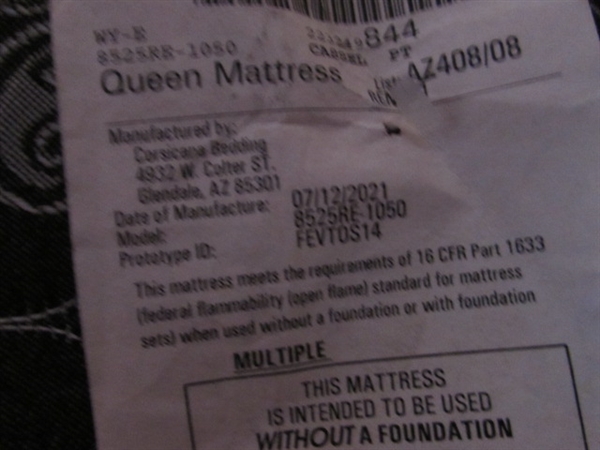 844
CASSEL PT
8525RE-1050
Queen Mattress
AZ408/08
Manufactured by:
Corsicana Bedding
4932 W. Colter ST.
Glendale, AZ 85301
Date of Manufacture: 07/12/2021
Model: 8525RE-1050
Prototype ID: FEVTOS14
This mattress meets the requirements of 16 CFR Part 1633
(federal flammability (open flame) standard for mattress
sets) when used without a foundation or with foundation
MULTIPLE
THIS MATTRESS
IS INTENDED TO BE USED
WITHOUT A FOUNDATION